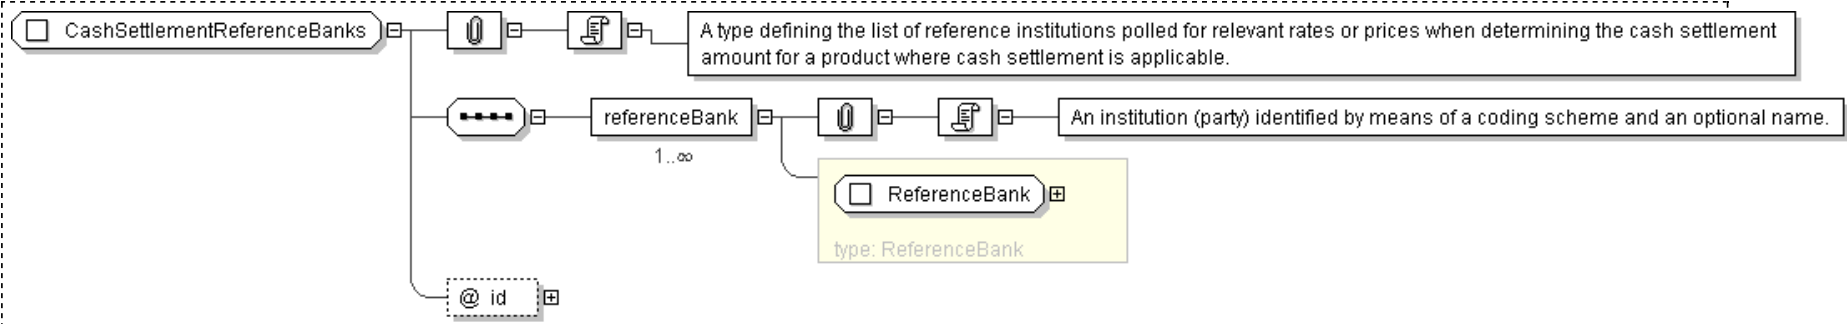 CashSettlementReferenceBanks
A type defining the list of reference institutions polled for relevant rates or prices when determining the cash settlement
amount for a product where cash settlement is applicable.
referenceBank
An institution (party) identified by means of a coding scheme and an optional name.
1..∞
ReferenceBank
type: ReferenceBank
@ id